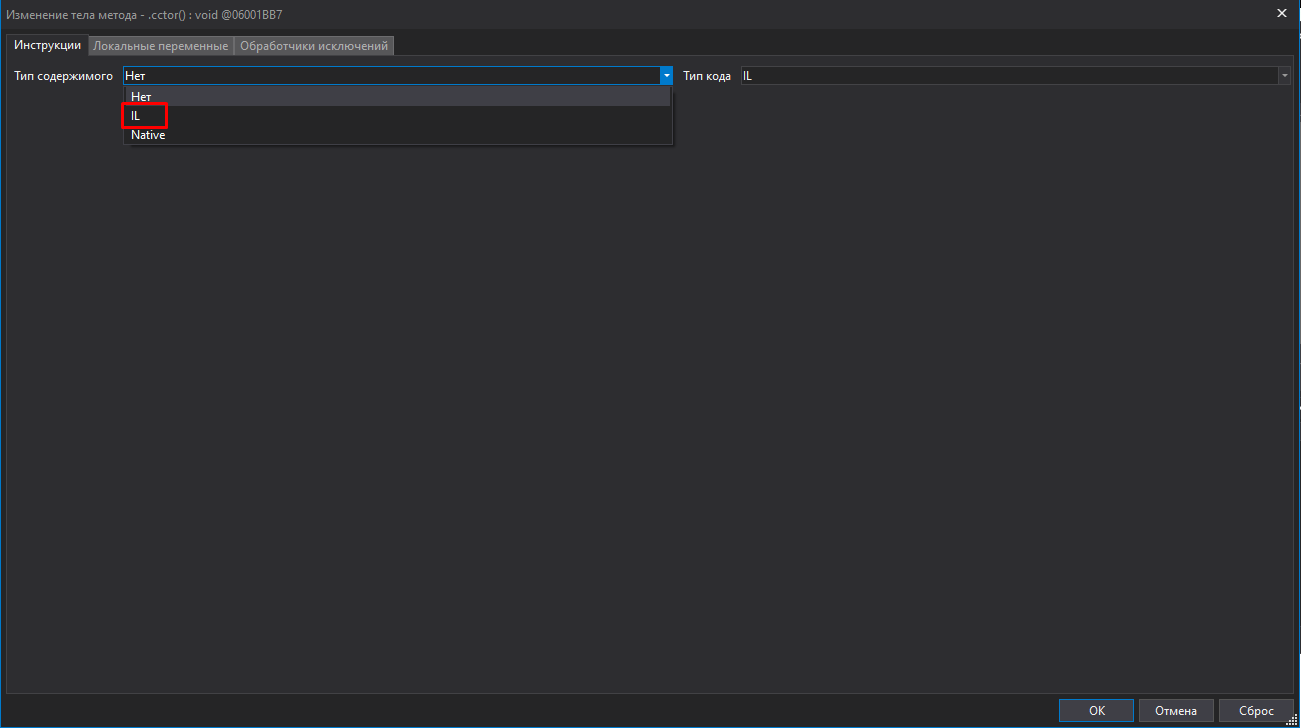 Изменение тела метода - .cctor() : void @06001BB7
Инструкции Локальные переменные Обработчики исключений
Тип содержимого Нет Тип кода IL
Нет
IL
Native
ОК Отмена Сброс